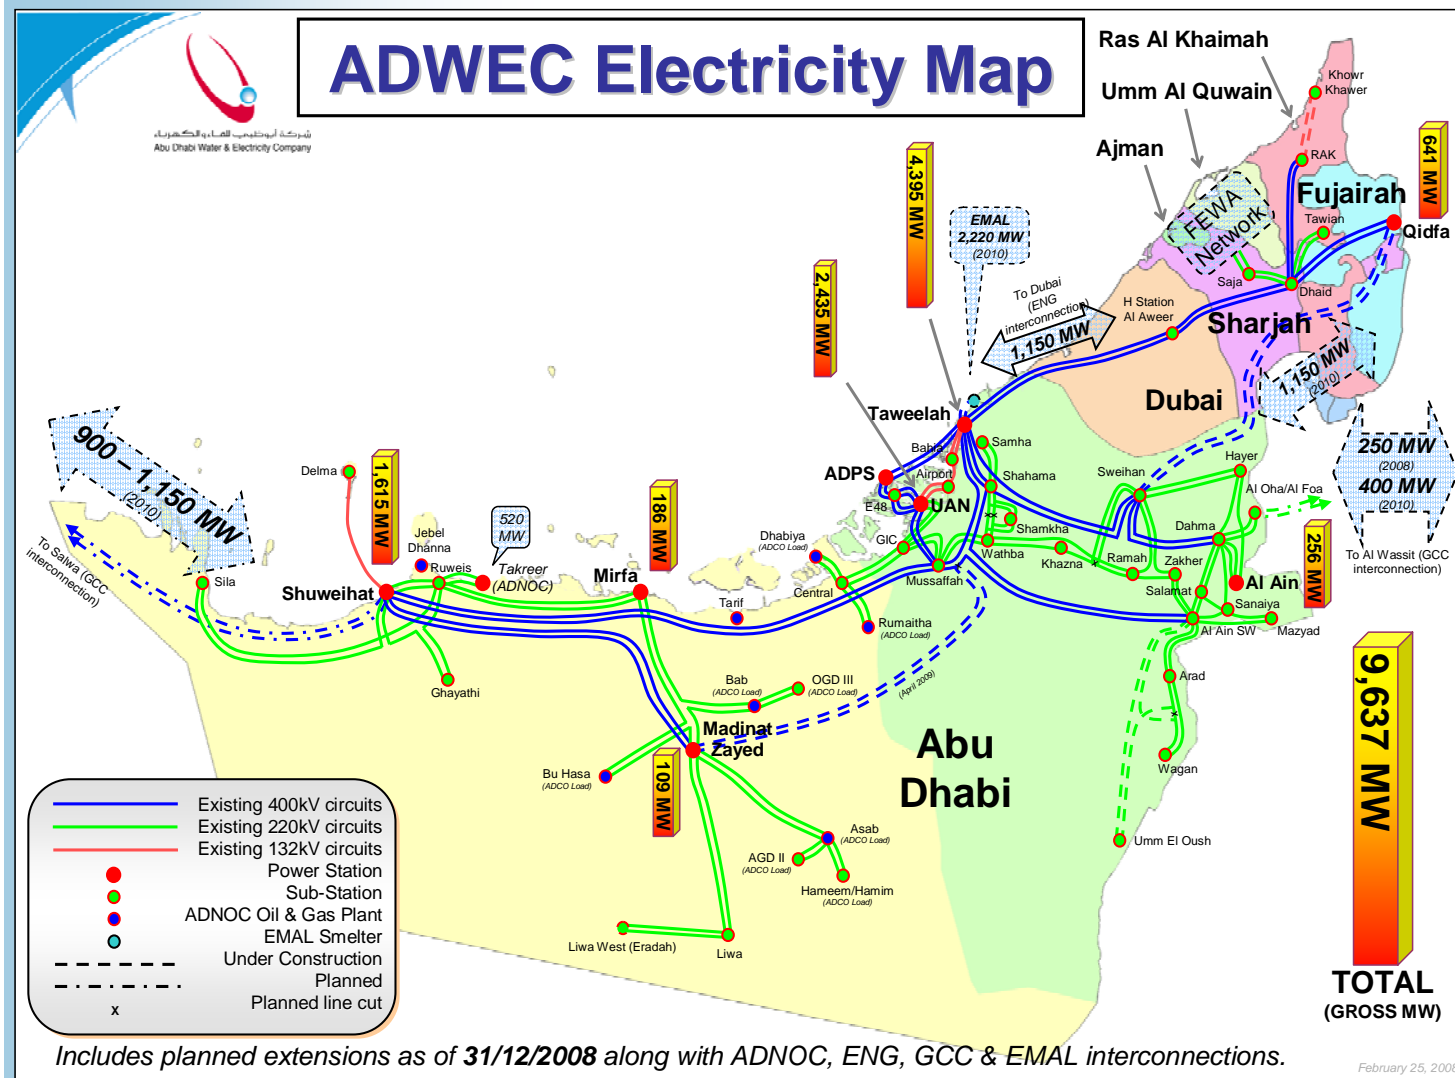 ADWEC Electricity Map
شركة أبوظبي للماء والكهرباء
Abu Dhabi Water & Electricity Company
Ras Al Khaimah
Umm Al Quwain
Ajman
Khowr
Khawer
RAK
641 MW
Fujairah
Tawian
Qidfa
FEWA
Network
Saja
Dhaid
4,395 MW
EMAL
2,220 MW
(2010)
2,435 MW
To Dubai
(ENG
interconnection)
1,150 MW
H Station
Al Aweer
Sharjah
1,150 MW
(2010)
Dubai
Taweelah
Bahia
Samha
ADPS
Airport
Shahama
E48
UAN
Sweihan
Hayer
250 MW
(2008)
400 MW
(2010)
Al Oha/Al Foa
To Al Wassit (GCC
interconnection)
900 – 1,150 MW
(2010)
To Salwa (GCC
interconnection)
Delma
1,615 MW
Jebel
Dhanna
520
MW
186 MW
Dhabiya
(ADCO Load)
GIC
Shamkha
Wathba
Khazna
Ramah
Dahma
Zakher
256 MW
Sila
Shuweihat
Ruweis
Takreer
(ADNOC)
Mirfa
Tarif
Central
Mussaffah
Rumaitha
(ADCO Load)
Salamat
Al Ain
Sanaiya
Al Ain SW
Mazyad
Ghayathi
Bab
(ADCO Load)
OGD III
(ADCO Load)
(April 2009)
Arad
Madinat
Zayed
Bu Hasa
(ADCO Load)
109 MW
Abu
Dhabi
Wagan
9,637 MW
Asab
(ADCO Load)
AGD II
(ADCO Load)
Hameem/Hamim
(ADCO Load)
Umm El Oush
Liwa West (Eradah)
Liwa
TOTAL
(GROSS MW)
Existing 400kV circuits
Existing 220kV circuits
Existing 132kV circuits
Power Station
Sub-Station
ADNOC Oil & Gas Plant
EMAL Smelter
Under Construction
Planned
x Planned line cut
Includes planned extensions as of 31/12/2008 along with ADNOC, ENG, GCC & EMAL interconnections.
February 25, 2008